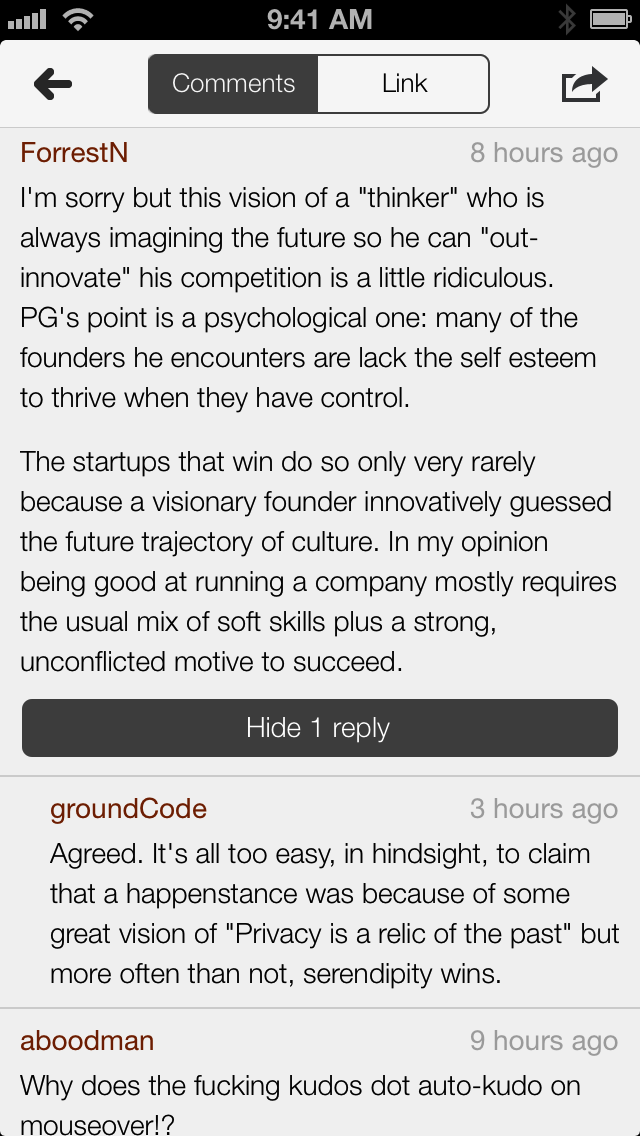 9:41 AM
Comments
Link
ForrestN
8 hours ago
I'm sorry but this vision of a "thinker" who is
always imagining the future so he can "out-
innovate" his competition is a little ridiculous.
PG's point is a psychological one: many of the
founders he encounters are lack the self esteem
to thrive when they have control.
The startups that win do so only very rarely
because a visionary founder innovatively guessed
the future trajectory of culture. In my opinion
being good at running a company mostly requires
the usual mix of soft skills plus a strong,
unconflicted motive to succeed.
Hide 1 reply
groundCode
3 hours ago
Agreed. It's all too easy, in hindsight, to claim
that a happenstance was because of some
great vision of "Privacy is a relic of the past" but
more often than not, serendipity wins.
aboodman
9 hours ago
Why does the fucking kudos dot auto-kudo on
mouseover!?